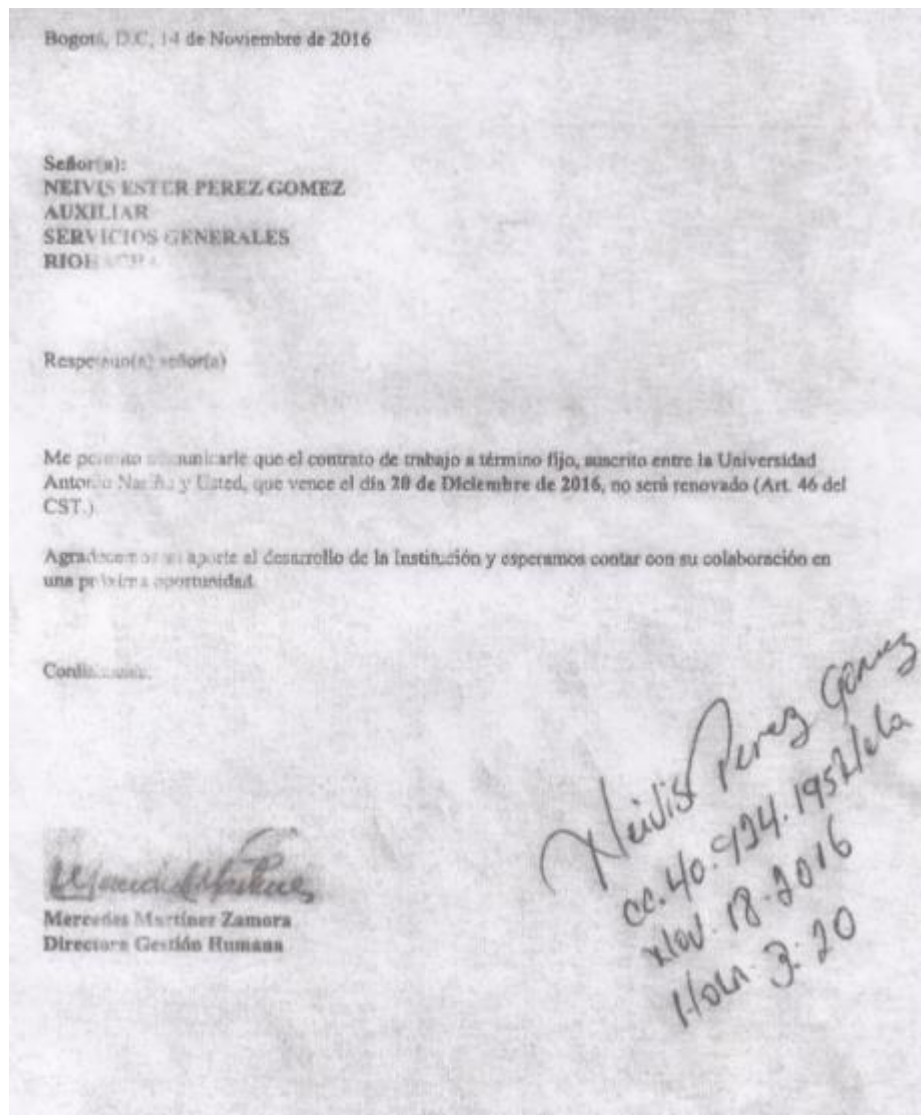 Bogotá, D.C, 14 de Noviembre de 2016
Señor(a):
NEIVIS ESTER PEREZ GOMEZ
AUXILIAR
SERVICIOS GENERALES
RIOHACHA
señor(a)
Me permito comunicarle que el contrato de trabajo a término fijo, suscrito entre la Universidad
Antonio Nariño y Usted, que vence el día 20 de Diciembre de 2016, no será renovado (Art. 46 del
CST.)
Agradecemos su aporte al desarrollo de la Institución y esperamos contar con su colaboración en
una próxima oportunidad.
Cordialmente,
Mercedes Martínez Zamora
Directora Gestión Humana
Neivis Perez Gomez
cc. 40.924.195
Nov. 18-2016
Hora 3:20